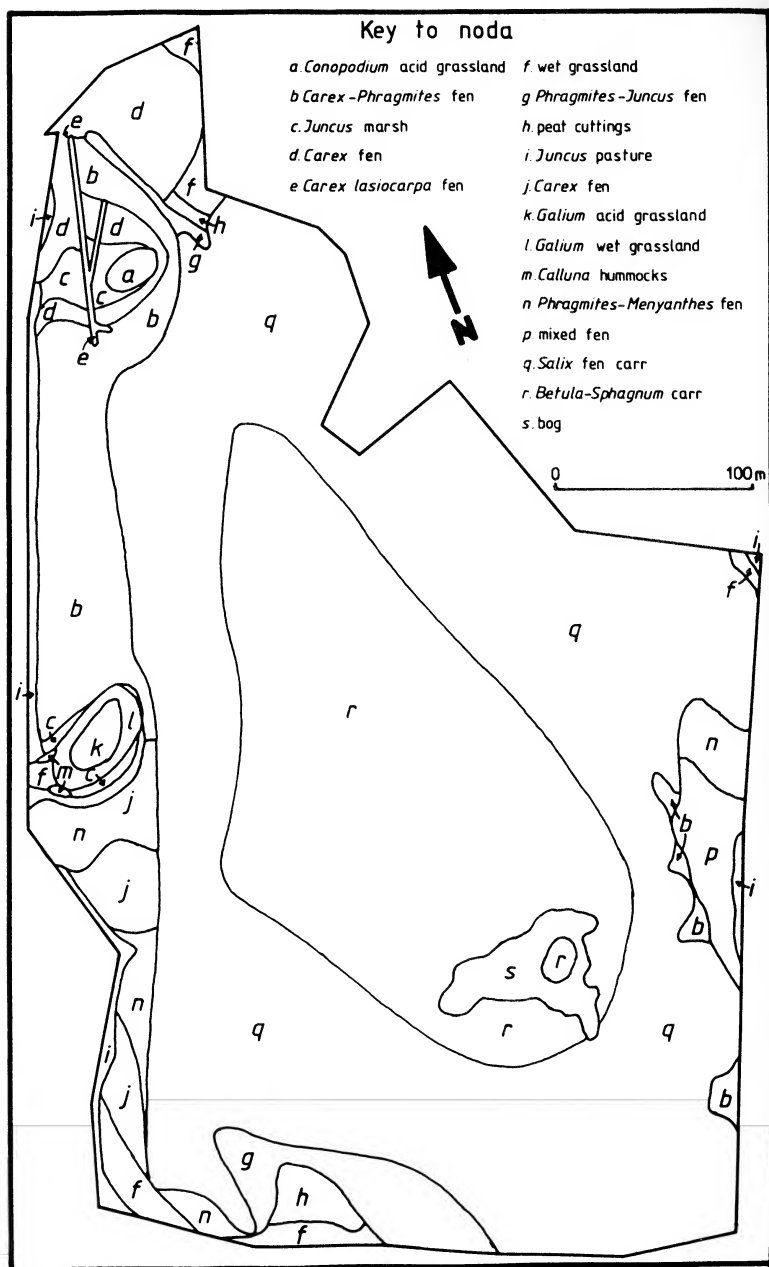 Key to noda
a. Conopodium acid grassland
b Carex-Phragmites fen
c. Juncus marsh
d. Carex fen
e Carex lasiocarpa fen
f. wet grassland
g Phragmites-Juncus fen
h. peat cuttings
i. Juncus pasture
j. Carex fen
k. Galium acid grassland
l. Galium wet grassland
m. Calluna hummocks
n Phragmites-Menyanthes fen
p mixed fen
q. Salix fen carr
r. Betula-Sphagnum carr
s. bog
N
0 100m
f
d
e
b
f
i
d
d
h
g
c
a
c
q
d
b
e
i
f
b
q
i
r
l
c
k
n
f
m
c
j
b
n
p
j
i
b
s
r
n
q
r
q
i
j
b
g
f
n
h
f